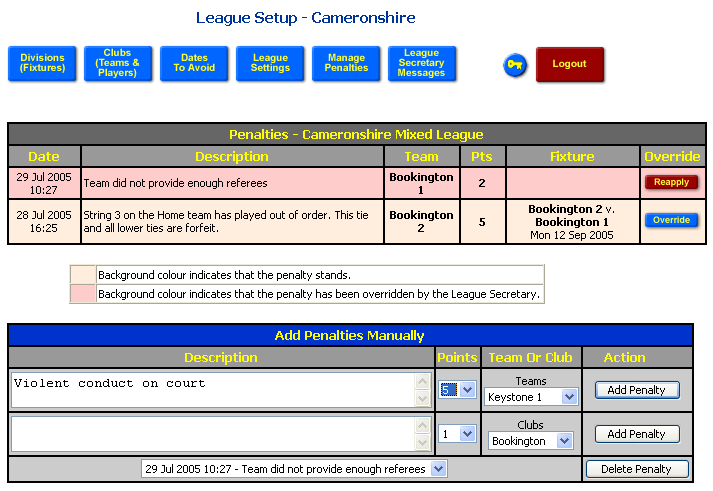 League Setup - Cameronshire
Divisions
(Fixtures)
Clubs
(Teams &
Players)
Dates
To Avoid
League
Settings
Manage
Penalties
League
Secretary
Messages
Logout
Penalties - Cameronshire Mixed League
Date Description Team Pts Fixture Override
29 Jul 2005
10:27
Team did not provide enough referees
Bookington
1
2
Reapply
28 Jul 2005
16:25
String 3 on the Home team has played out of order. This tie
and all lower ties are forfeit.
Bookington
2
5
Bookington 2 v.
Bookington 1
Mon 12 Sep 2005
Override
Background colour indicates that the penalty stands.
Background colour indicates that the penalty has been overridden by the League Secretary.
Add Penalties Manually
Description Points Team Or Club Action
Violent conduct on court
5
Teams
Keystone 1
Add Penalty
1
Clubs
Bookington
Add Penalty
29 Jul 2005 10:27 - Team did not provide enough referees
Delete Penalty